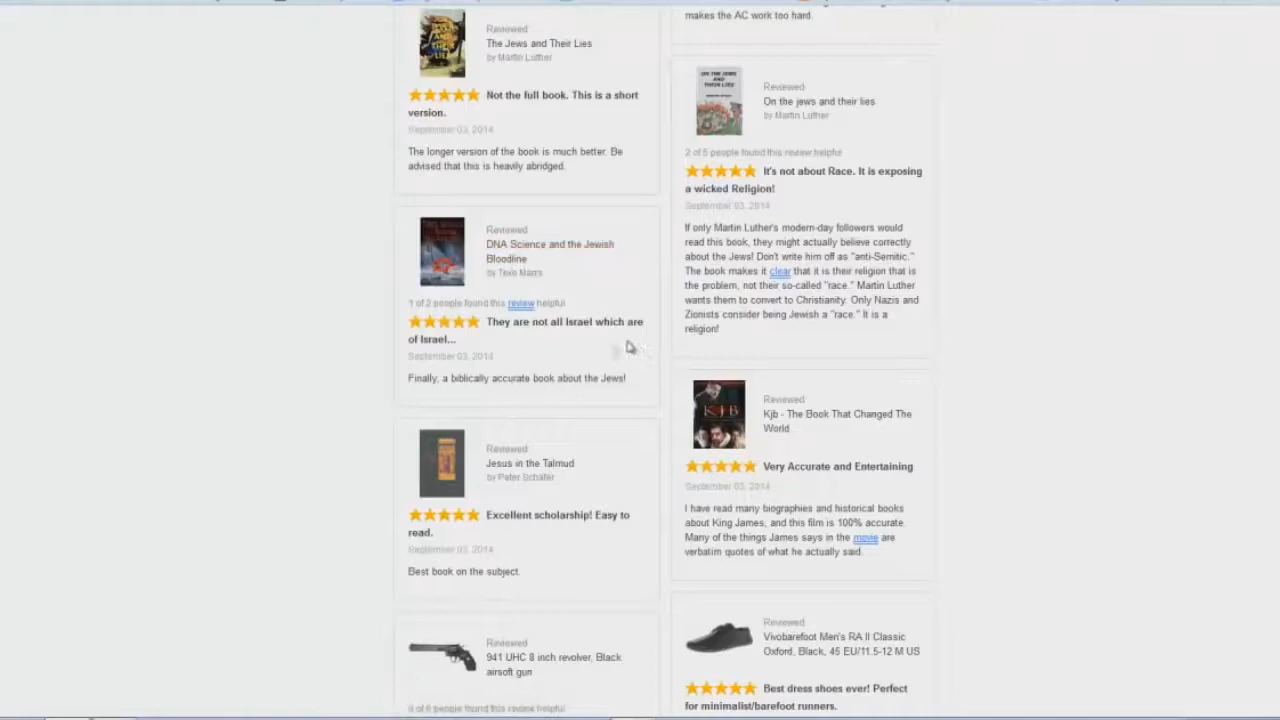 Reviewed
The Jews and Their Lies
by Martin Luther
Not the full book. This is a short
version.
September 03, 2014
The longer version of the book is much better. Be
advised that this is heavily abridged.
Reviewed
DNA Science and the Jewish
Bloodline
by Texe Marrs
1 of 2 people found this review helpful
They are not all Israel which are
of Israel...
September 03, 2014
Finally, a biblically accurate book about the Jews!
Reviewed
Jesus in the Talmud
by Peter Schäfer
Excellent scholarship! Easy to
read.
September 03, 2014
Best book on the subject.
Reviewed
941 UHC 8 inch revolver, Black
airsoft gun
of 6 people found this review helpful
makes the AC work too hard.
ON THE JEWS
AND
THEIR LIES
Reviewed
On the jews and their lies
by Martin Luther
2 of 5 people found this review helpful
It's not about Race. It is exposing
a wicked Religion!
September 03, 2014
If only Martin Luther's modern-day followers would
read this book, they might actually believe correctly
about the Jews! Don't write him off as "anti-Semitic."
The book makes it clear that it is their religion that is
the problem, not their so-called "race." Martin Luther
wants them to convert to Christianity. Only Nazis and
Zionists consider being Jewish a "race." It is a
religion!
KJB
Reviewed
Kjb - The Book That Changed The
World
Very Accurate and Entertaining
September 03, 2014
I have read many biographies and historical books
about King James, and this film is 100% accurate.
Many of the things James says in the movie are
verbatim quotes of what he actually said.
Reviewed
Vivobarefoot Men's RA II Classic
Oxford, Black, 45 EU/11.5-12 M US
Best dress shoes ever! Perfect
for minimalist/barefoot runners.